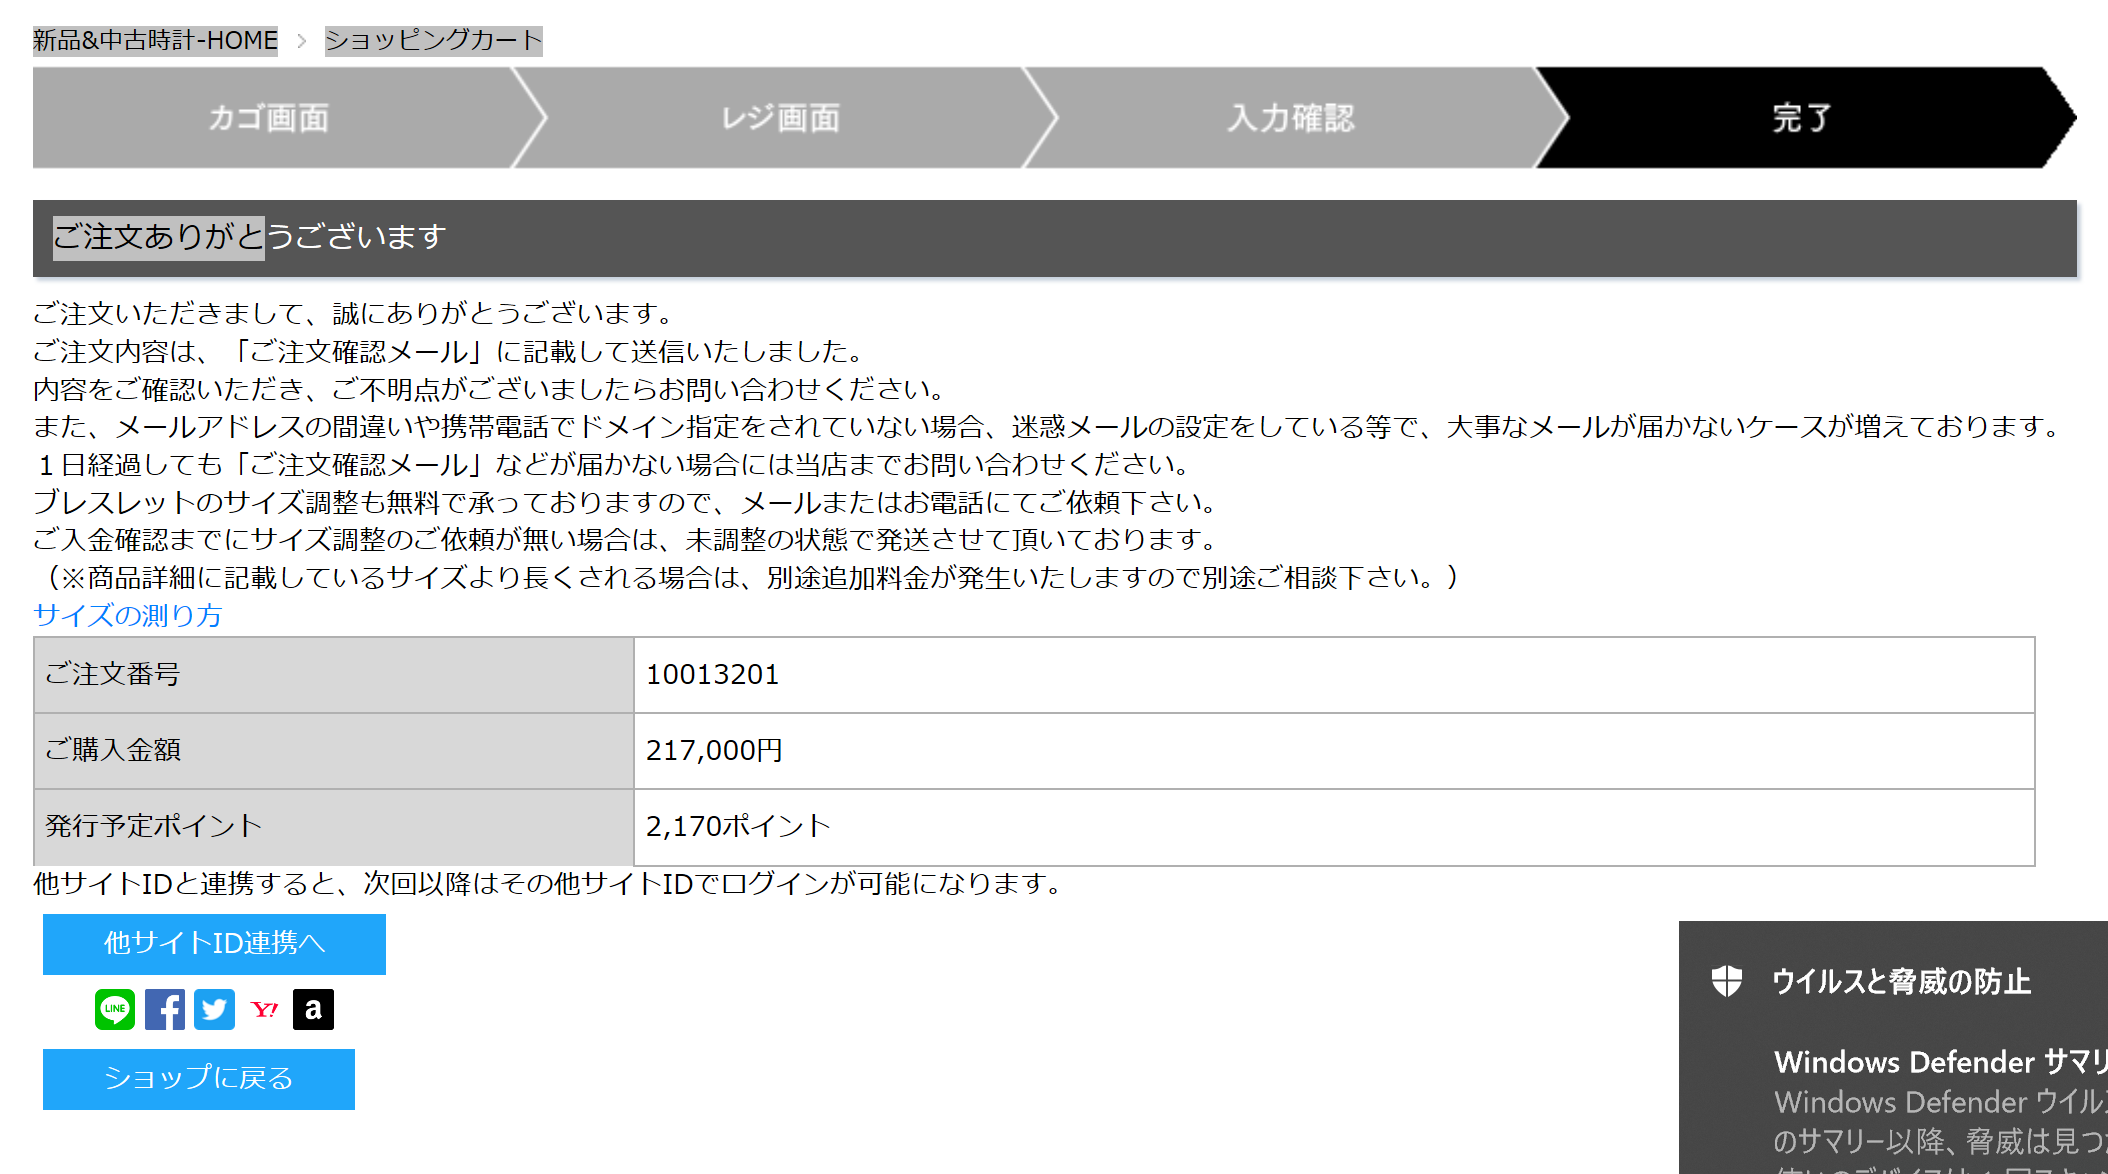 新品&中古時計-HOME > ショッピングカート
カゴ画面 レジ画面 入力確認 完了
ご注文ありがとうございます
ご注文いただきまして、誠にありがとうございます。
ご注文内容は、「ご注文確認メール」に記載して送信いたしました。
内容をご確認いただき、ご不明点がございましたらお問い合わせください。
また、メールアドレスの間違いや携帯電話でドメイン指定をされていない場合、迷惑メールの設定をしている等で、大事なメールが届かないケースが増えております。
１日経過しても「ご注文確認メール」などが届かない場合には当店までお問い合わせください。
ブレスレットのサイズ調整も無料で承っておりますので、メールまたはお電話にてご依頼下さい。
ご入金確認までにサイズ調整のご依頼が無い場合は、未調整の状態で発送させて頂いております。
（※商品詳細に記載しているサイズより長くされる場合は、別途追加料金が発生いたしますので別途ご相談下さい。）
サイズの測り方
ご注文番号 10013201
ご購入金額 217,000円
発行予定ポイント 2,170ポイント
他サイトIDと連携すると、次回以降はその他サイトIDでログインが可能になります。
他サイトID連携へ
LINE f Y! a
ショップに戻る
ウイルスと脅威の防止
Windows Defender サマリ
Windows Defender ウイル
のサマリー以降、脅威は見つ